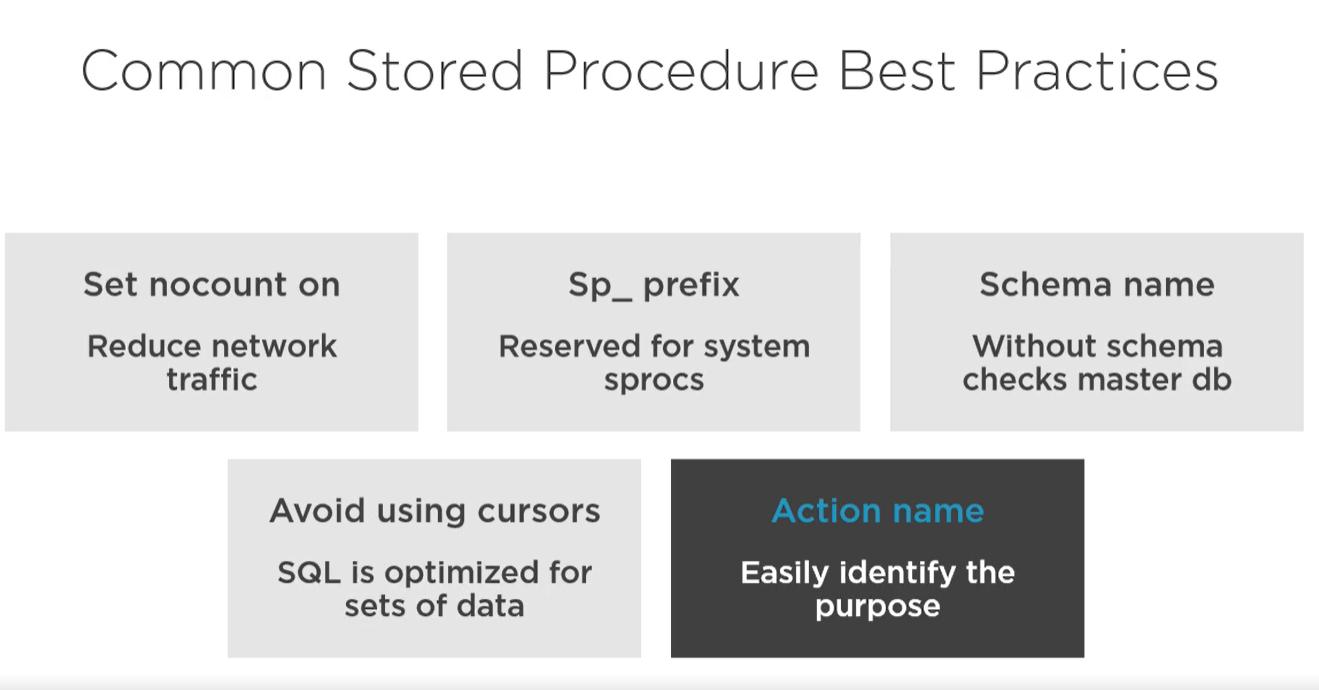 Common Stored Procedure Best Practices
Set nocount on
Reduce network
traffic
Sp_ prefix
Reserved for system
sprocs
Schema name
Without schema
checks master db
Avoid using cursors
SQL is optimized for
sets of data
Action name
Easily identify the
purpose